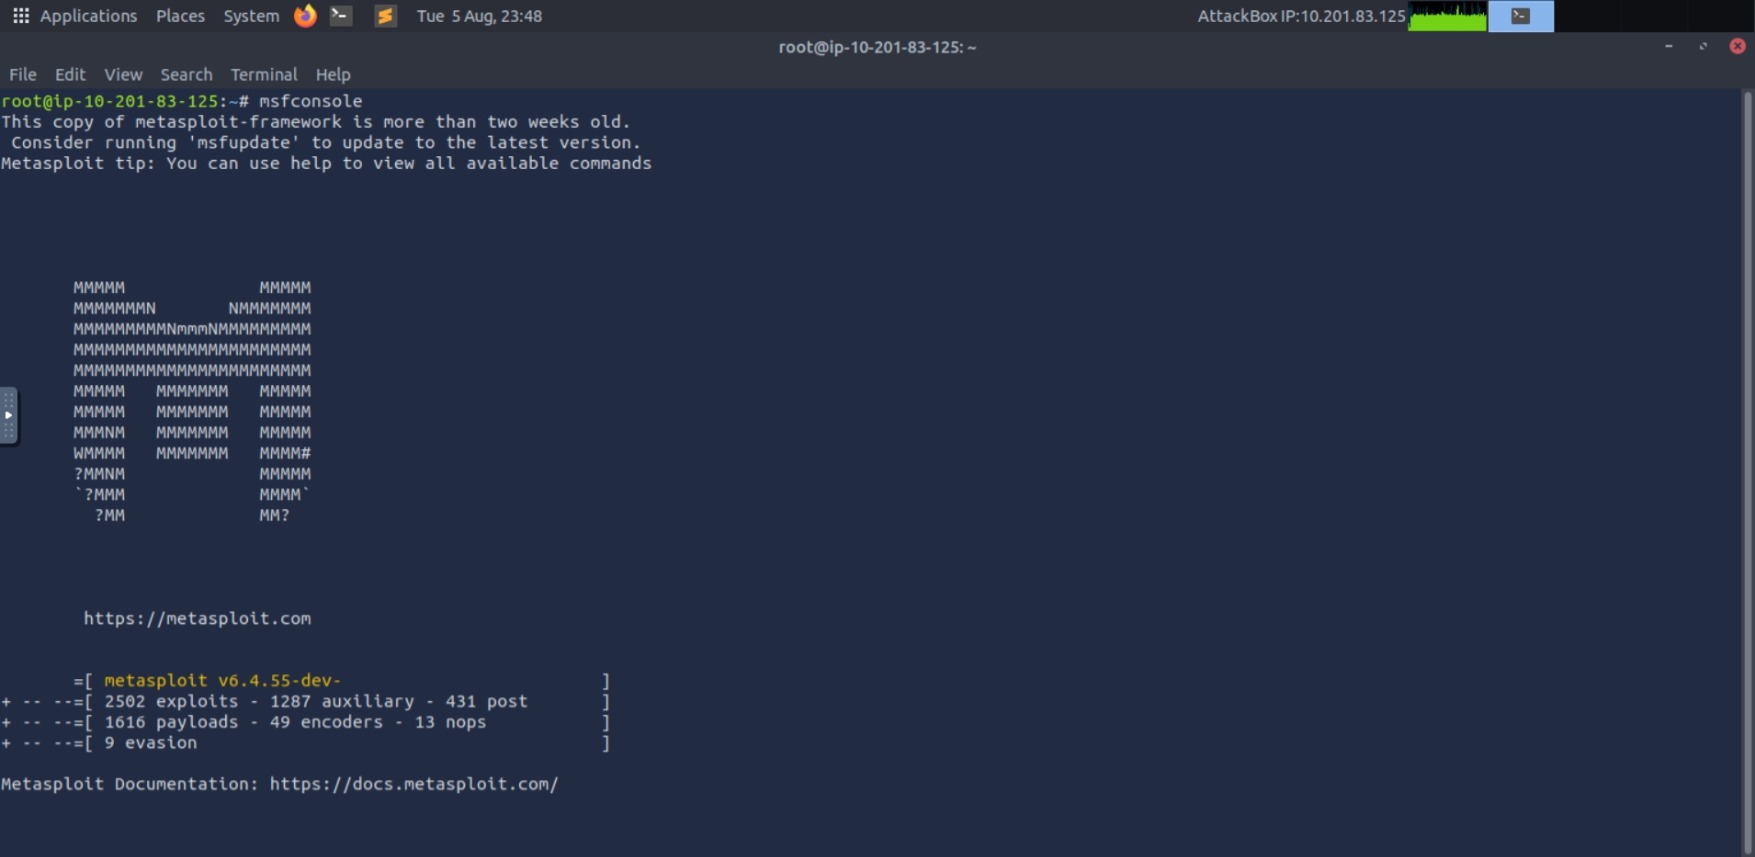 Applications Places System Tue 5 Aug, 23:48 AttackBox IP:10.201.83.125
root@ip-10-201-83-125: ~
File Edit View Search Terminal Help
root@ip-10-201-83-125:~# msfconsole
This copy of metasploit-framework is more than two weeks old.
 Consider running 'msfupdate' to update to the latest version.
Metasploit tip: You can use help to view all available commands
       MMMMM             MMMMM
       MMMMMMMN       NMMMMMMM
       MMMMMMMMMNmmmNMMMMMMMMM
       MMMMMMMMMMMMMMMMMMMMMMM
       MMMMMMMMMMMMMMMMMMMMMMM
       MMMMM   MMMMMMM   MMMMM
       MMMMM   MMMMMMM   MMMMM
       MMMNM   MMMMMMM   MMMMM
       WMMMM   MMMMMMM   MMMM#
       ?MMNM             MMMMM
       `?MMM             MMMM`
         ?MM             MM?
        https://metasploit.com
       =[ metasploit v6.4.55-dev-                         ]
+ -- --=[ 2502 exploits - 1287 auxiliary - 431 post       ]
+ -- --=[ 1616 payloads - 49 encoders - 13 nops           ]
+ -- --=[ 9 evasion                                       ]
Metasploit Documentation: https://docs.metasploit.com/